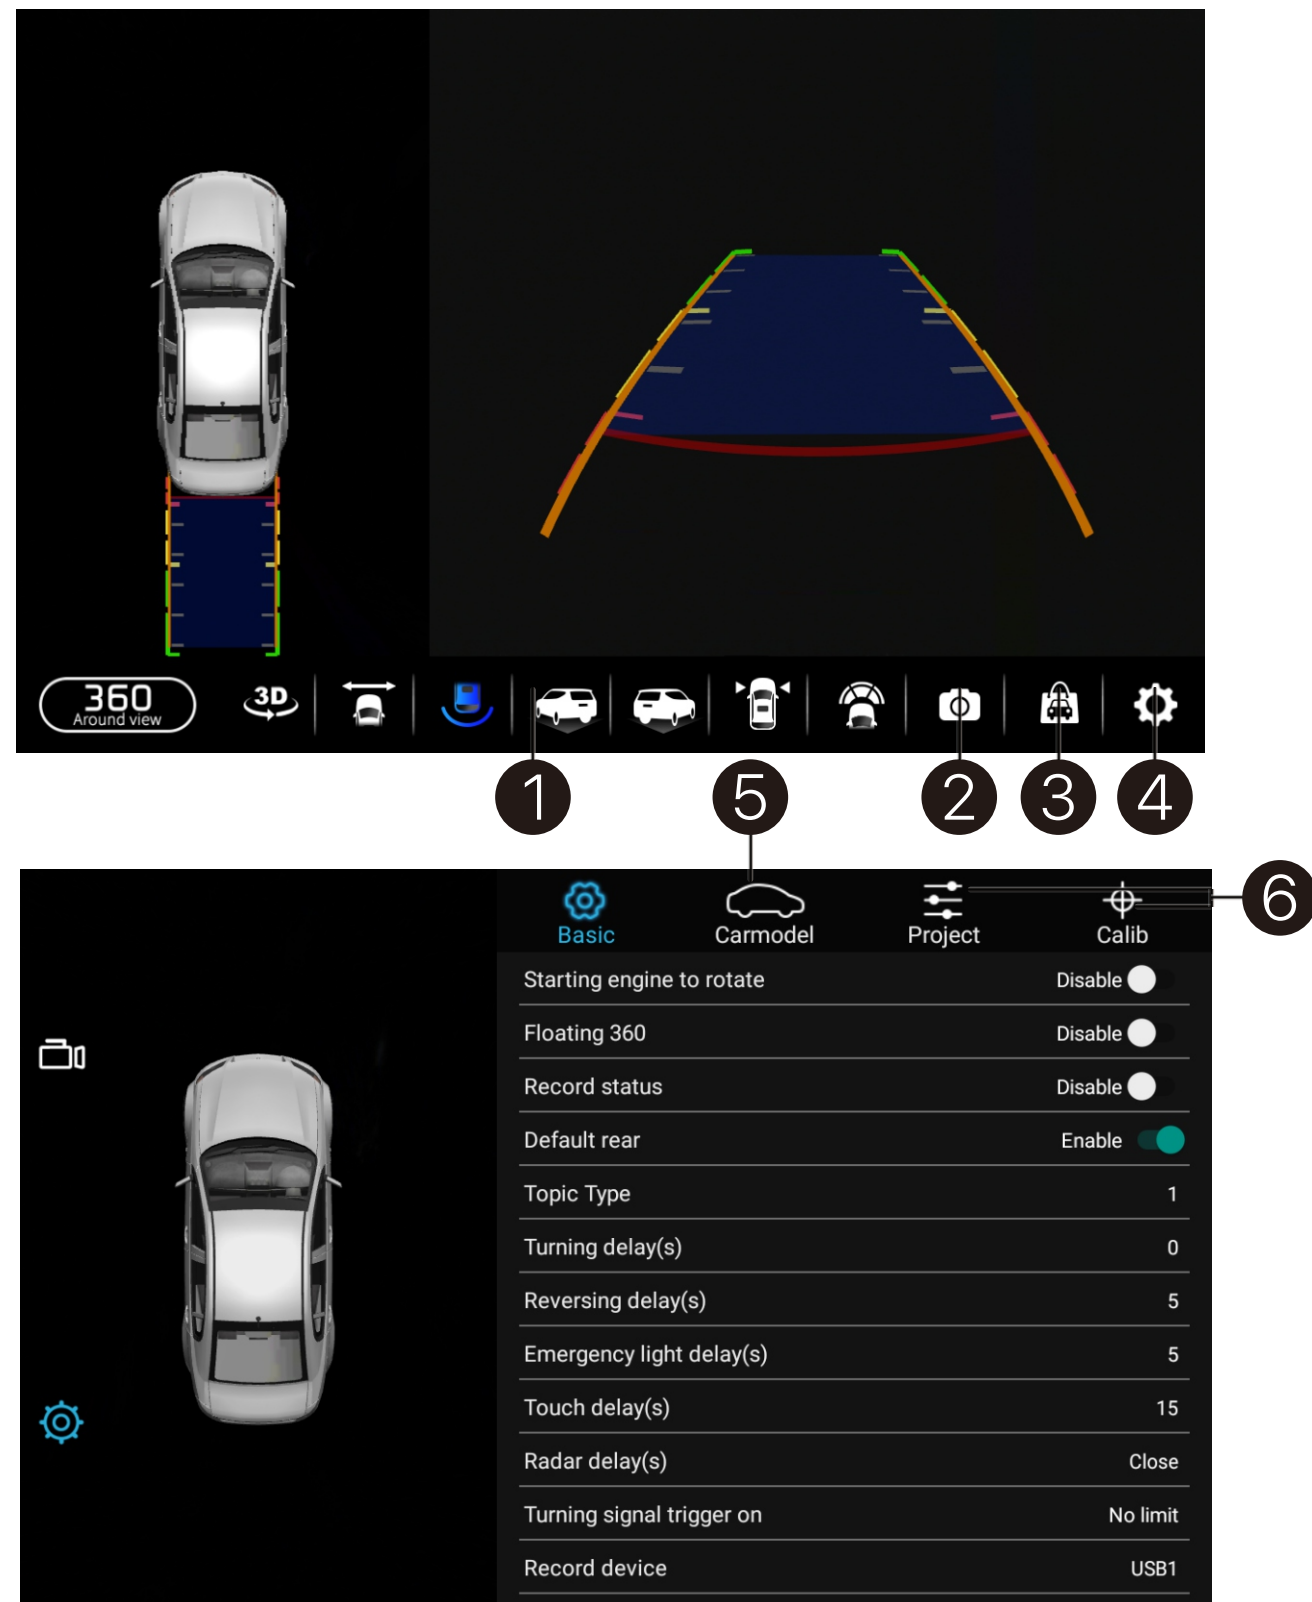 360
Around view
3D
1
5
2
3
4
6
Basic
Carmodel
Project
Calib
Starting engine to rotate Disable
Floating 360 Disable
Record status Disable
Default rear Enable
Topic Type 1
Turning delay(s) 0
Reversing delay(s) 5
Emergency light delay(s) 5
Touch delay(s) 15
Radar delay(s) Close
Turning signal trigger on No limit
Record device USB1